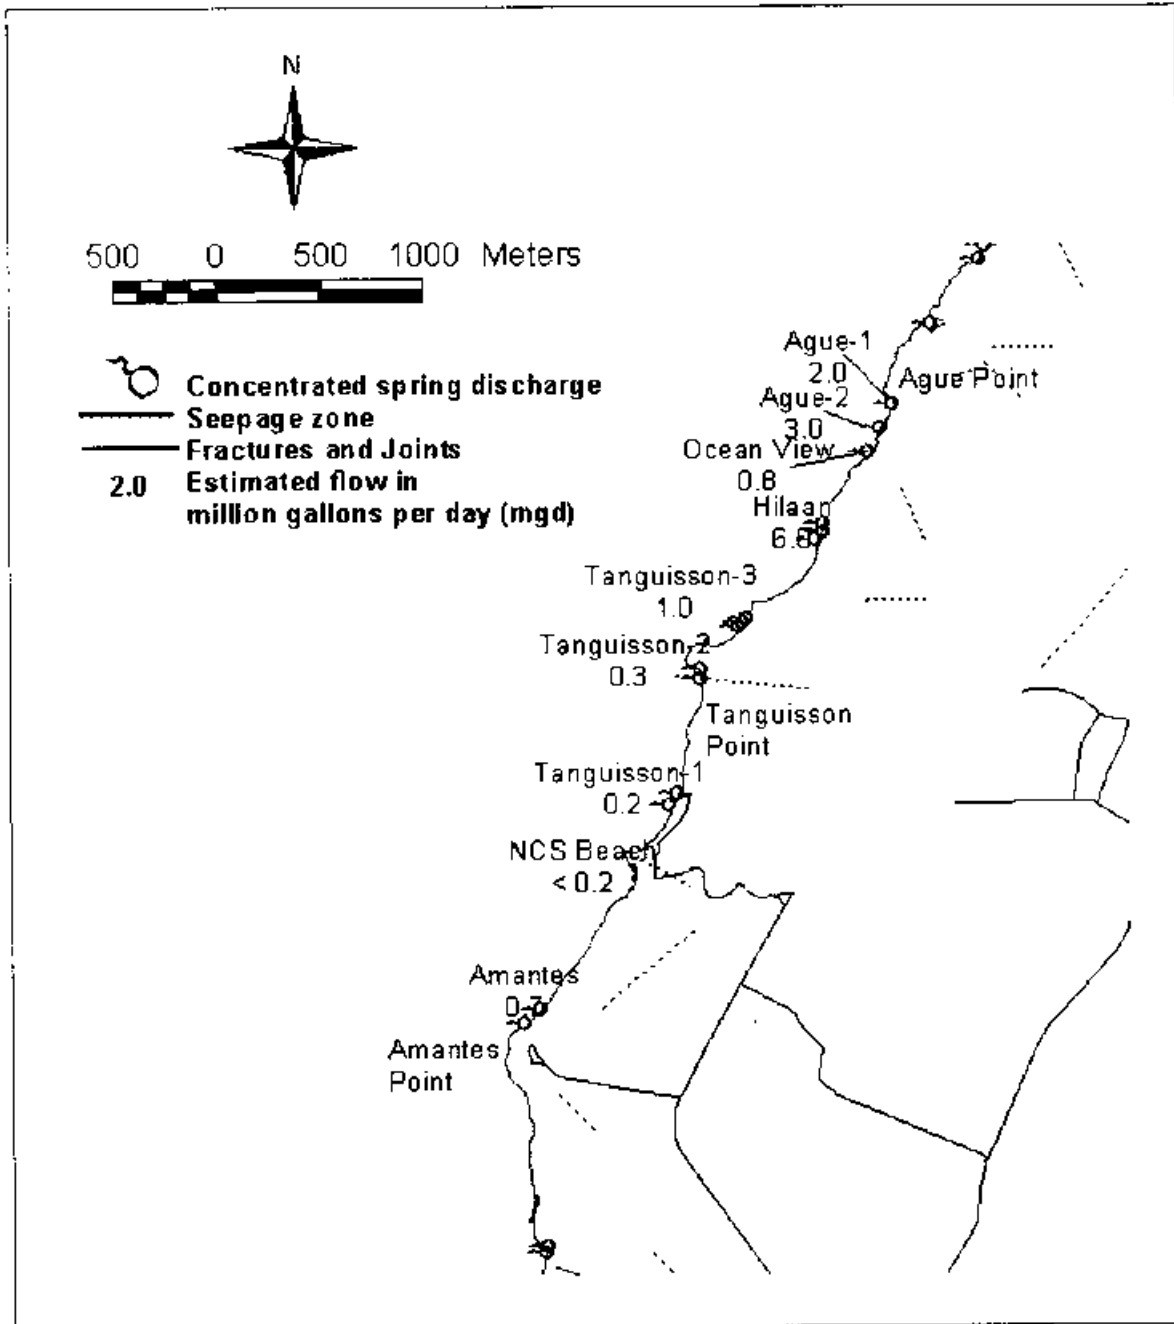 N
500 0 500 1000 Meters
Concentrated spring discharge
Seepage zone
Fractures and Joints
2.0 Estimated flow in
million gallons per day (mgd)
Ague-1
2.0
Ague Point
Ague-2
3.0
Ocean View
0.8
Hilaan
Tanguisson-3
1.0
Tanguisson-2
0.3
Tanguisson
Point
Tanguisson-1
0.2
NCS Beach
< 0.2
Amantes
0.7
Amantes
Point